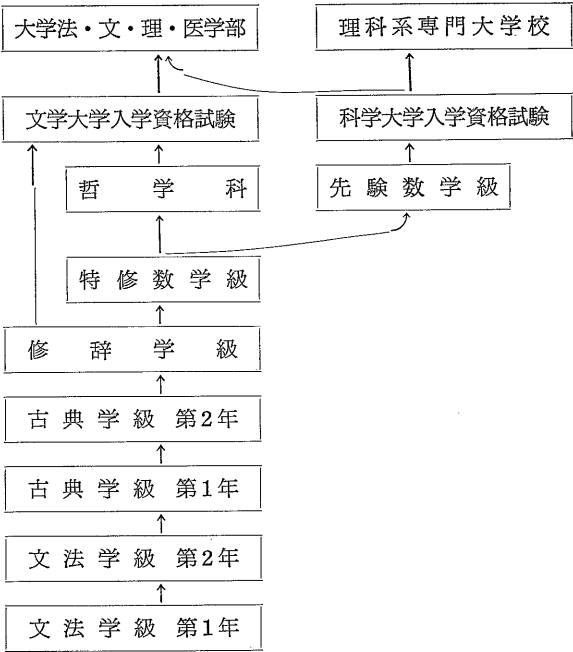 大学法・文・理・医学部
理科系専門大学校
文学大学入学資格試験
科学大学入学資格試験
哲学科
先験数学級
特修数学級
修辞学級
古典学級 第2年
古典学級 第1年
文法学級 第2年
文法学級 第1年